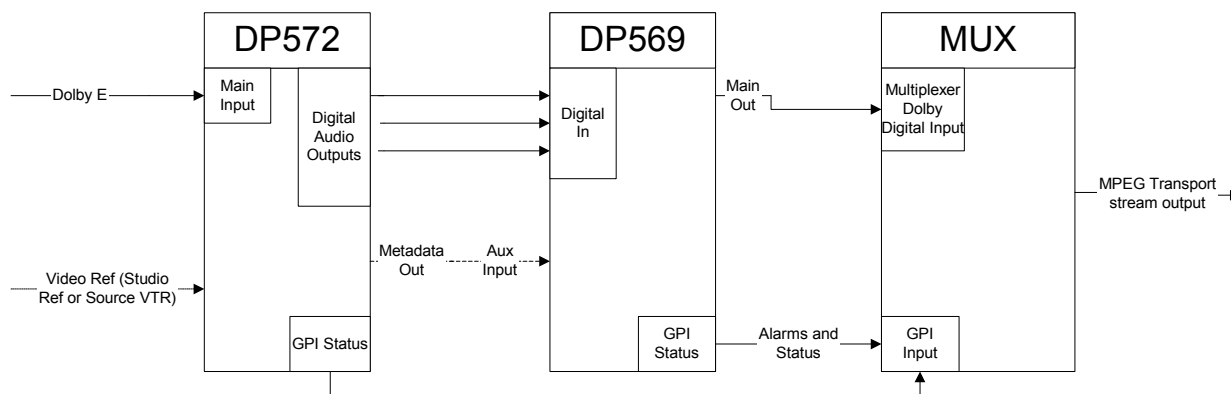 DP572
DP569
MUX
Dolby E
Main
Input
Digital
Audio
Outputs
Digital
In
Main
Out
Multiplexer
Dolby
Digital Input
MPEG Transport
stream output
Metadata
Out
Aux
Input
Video Ref (Studio
Ref or Source VTR)
GPI Status
GPI
Status
Alarms and
Status
GPI
Input